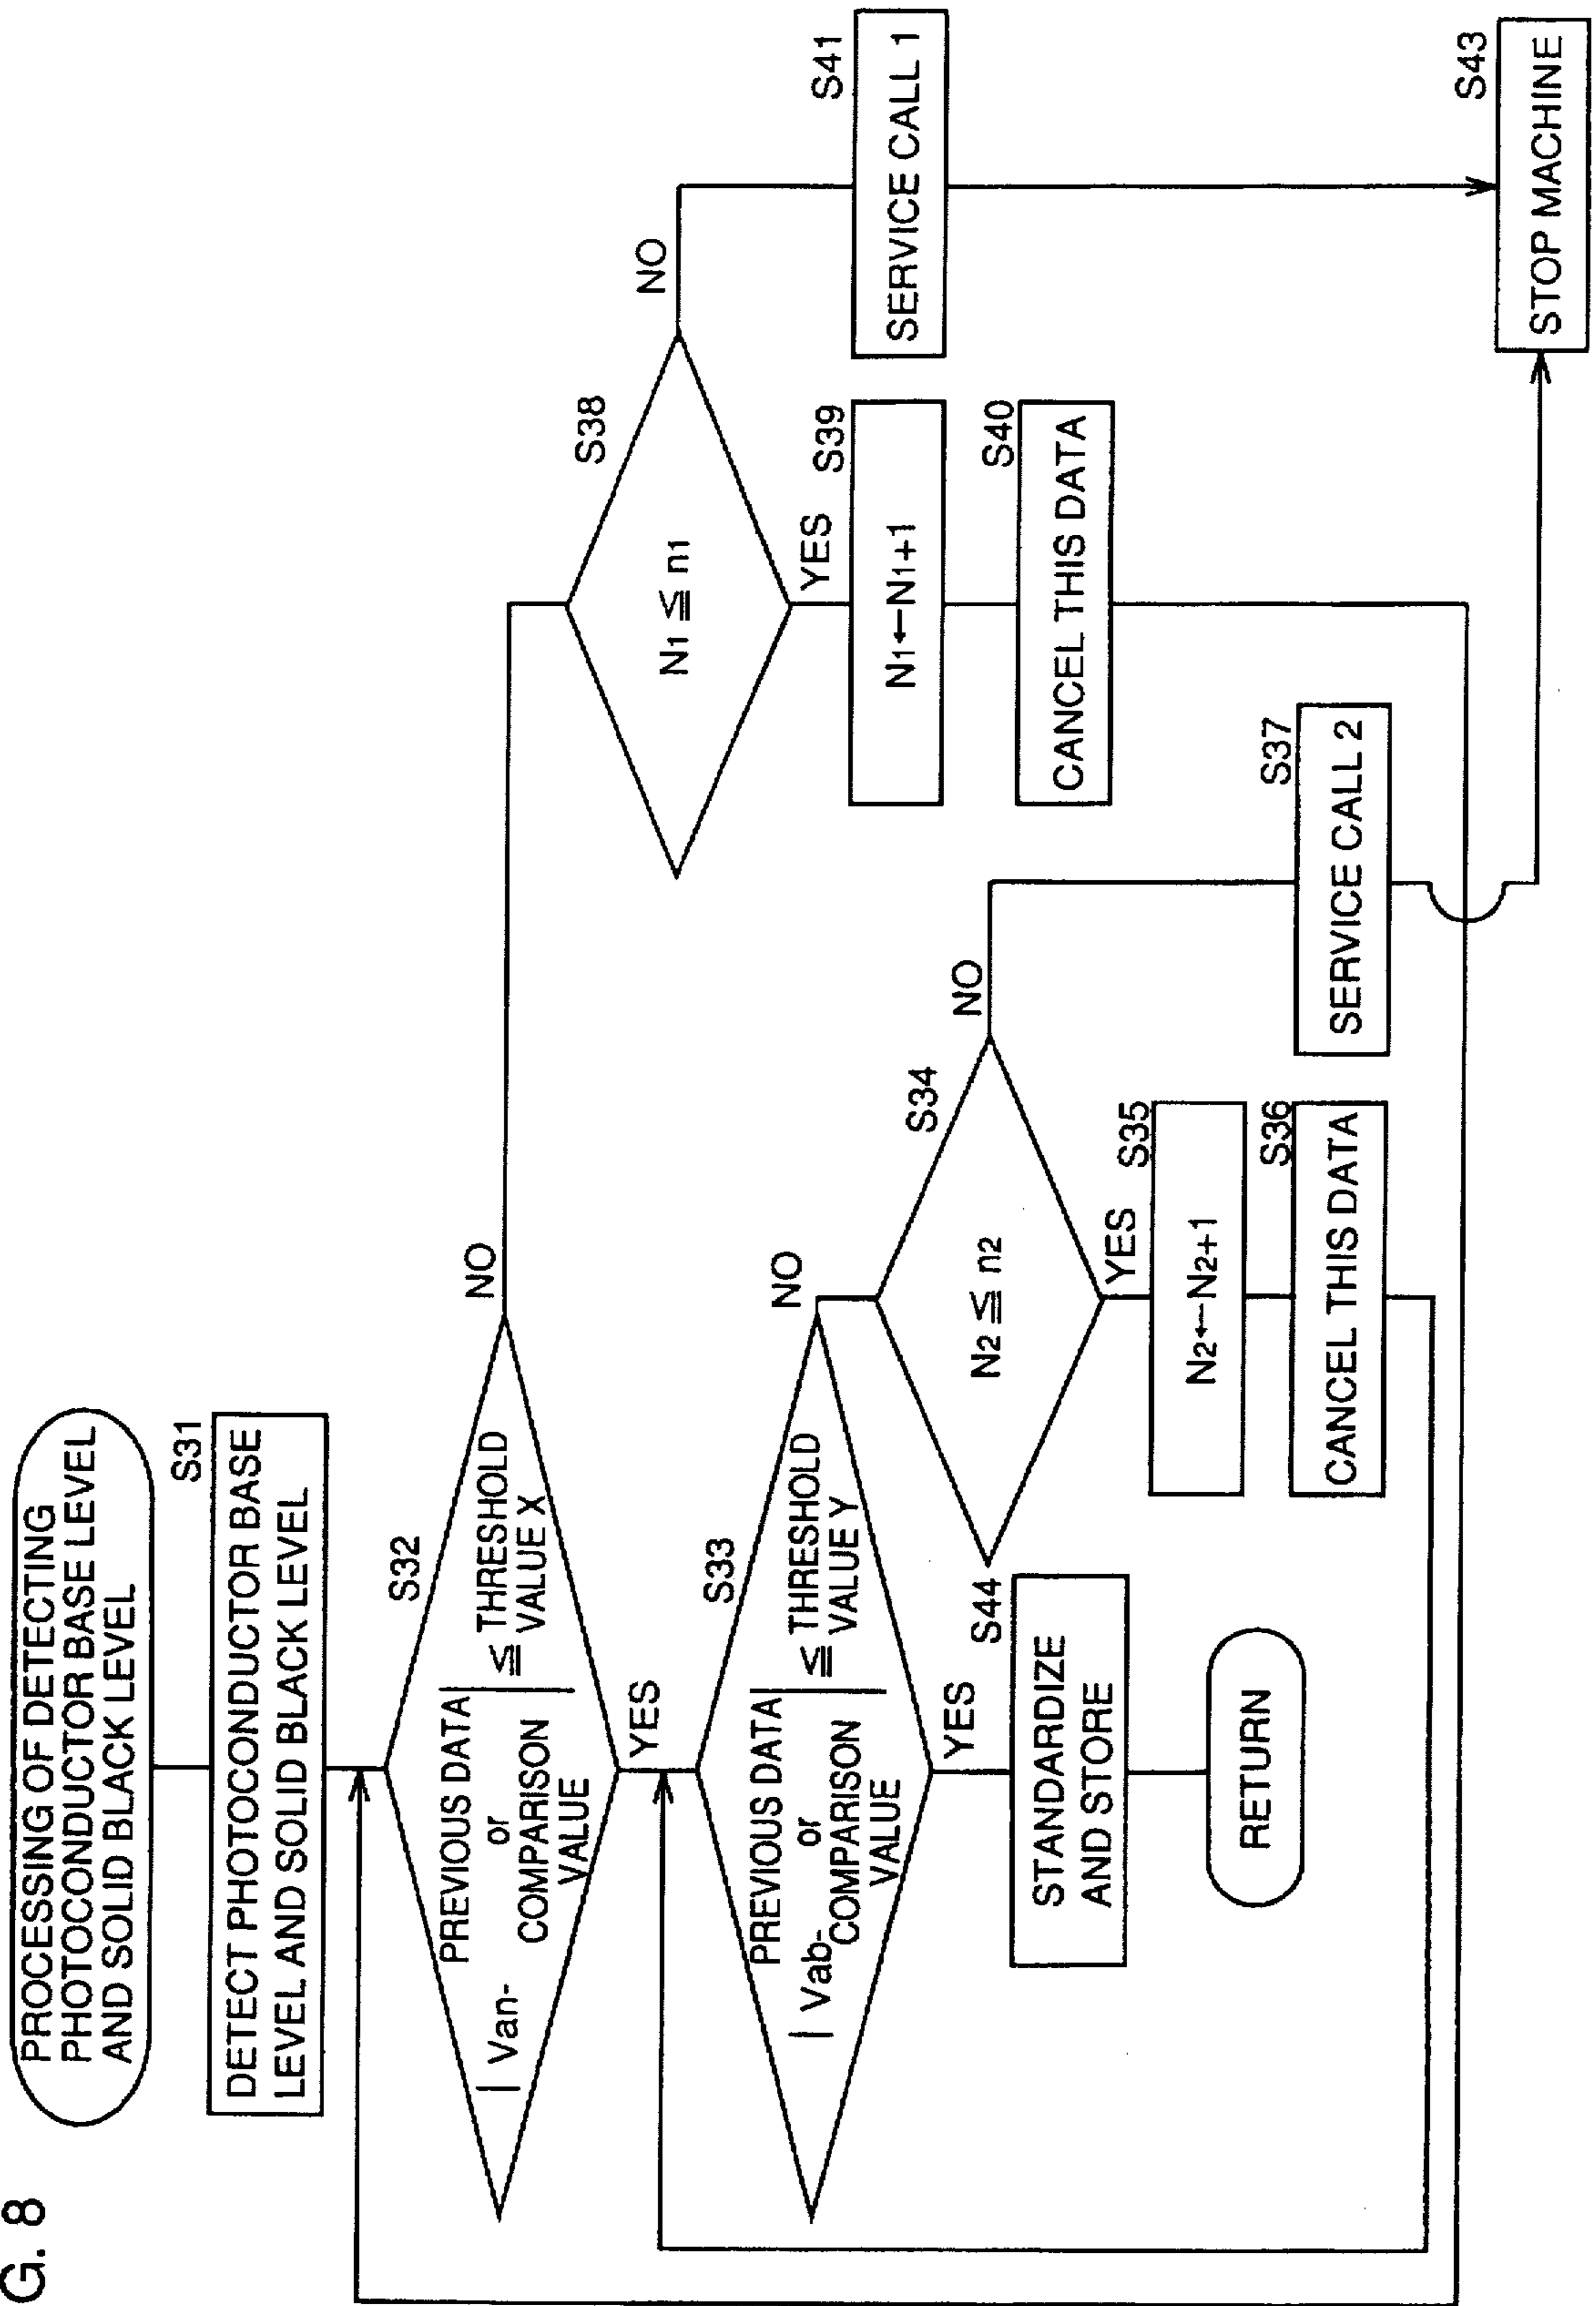 G. 8
PROCESSING OF DETECTING
PHOTOCONDUCTOR BASE LEVEL
AND SOLID BLACK LEVEL
S31
DETECT PHOTOCONDUCTOR BASE
LEVEL AND SOLID BLACK LEVEL
S32
PREVIOUS DATA
| Van- or | ≦ THRESHOLD
COMPARISON VALUE X
VALUE
NO
YES
S33
PREVIOUS DATA
| Vab- or | ≦ THRESHOLD
COMPARISON VALUE Y
VALUE
NO
YES
S44
STANDARDIZE
AND STORE
RETURN
S34
N2 ≦ n2
NO
YES
S35
N2←N2+1
S36
CANCEL THIS DATA
S37
SERVICE CALL 2
S38
N1 ≦ n1
NO
YES
S39
N1←N1+1
S40
CANCEL THIS DATA
S41
SERVICE CALL 1
S43
STOP MACHINE